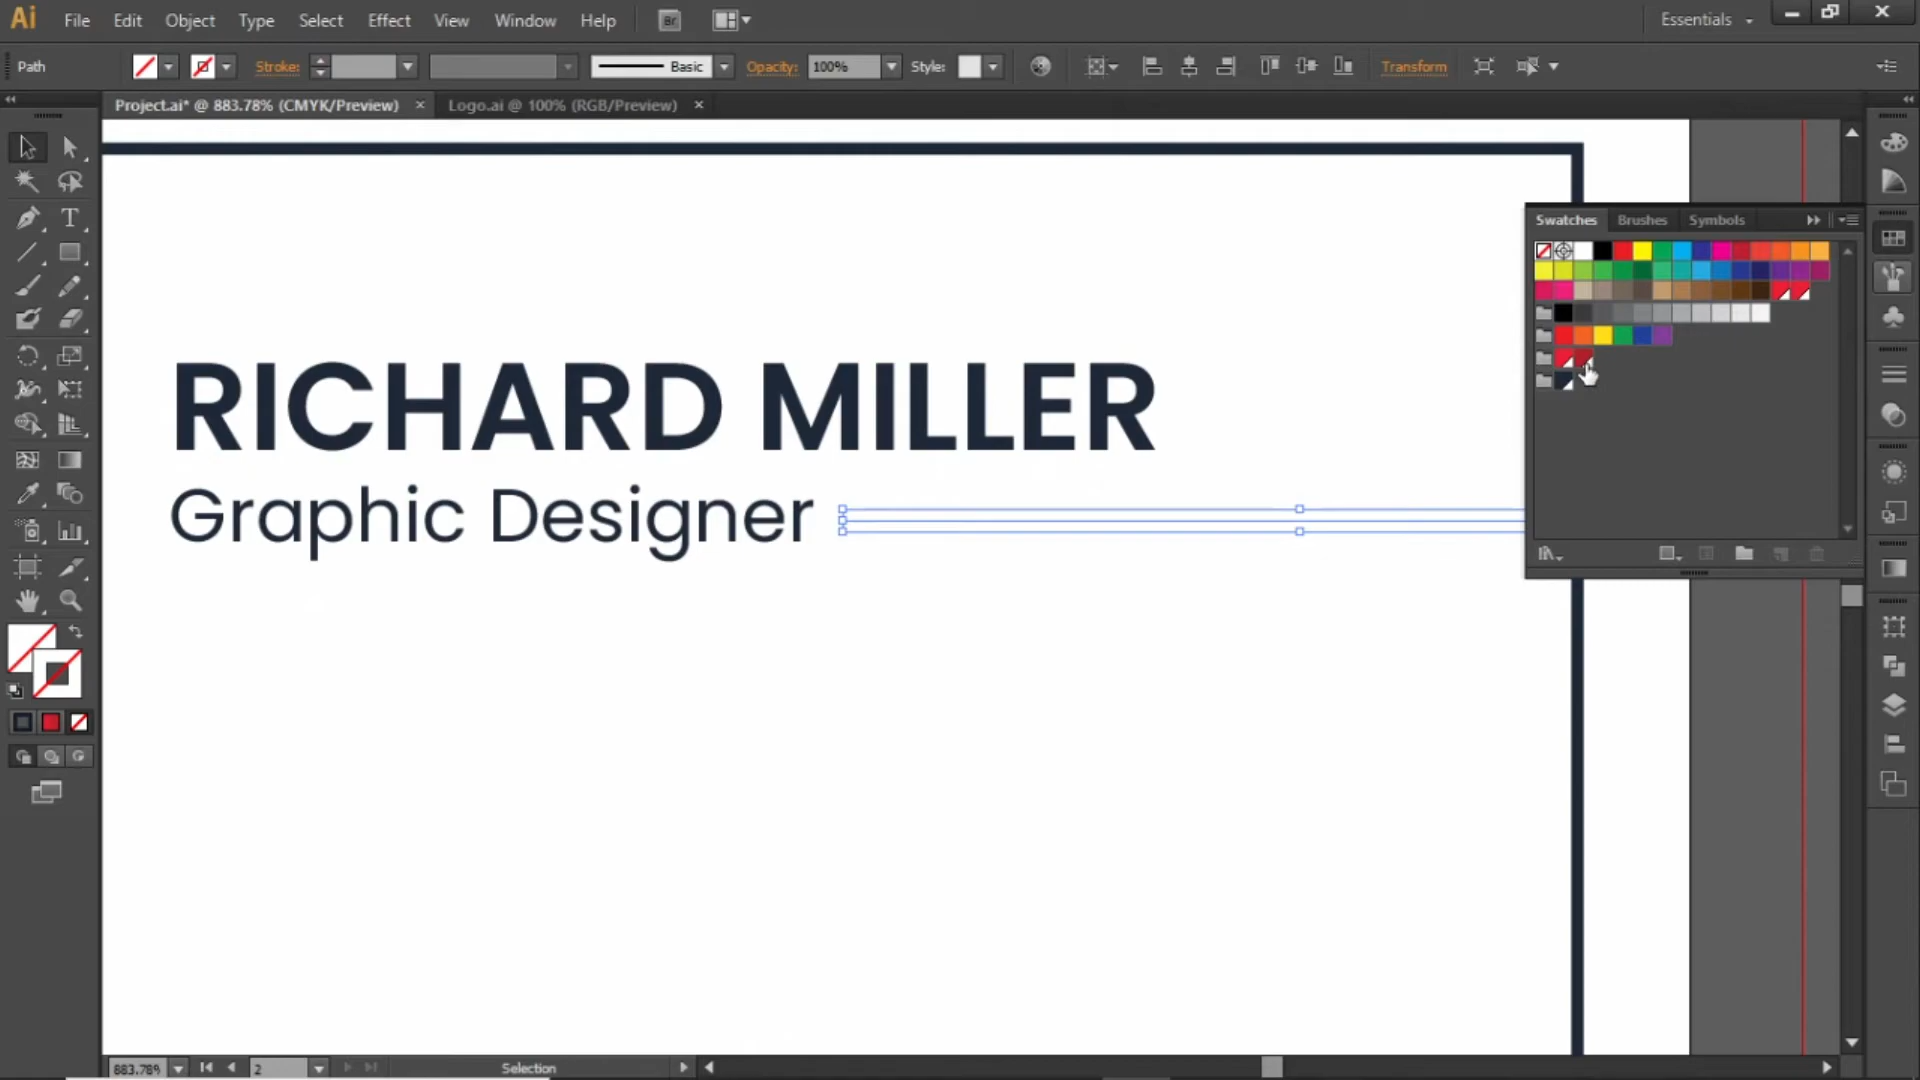 Ai File Edit Object Type Select Effect View Window Help Br Essentials
Path Stroke: Basic Opacity: 100% Style: Transform
Project.ai* @ 883.78% (CMYK/Preview) × Logo.ai @ 100% (RGB/Preview) ×
Swatches Brushes Symbols
RICHARD MILLER
Graphic Designer
883.78% 2 Selection